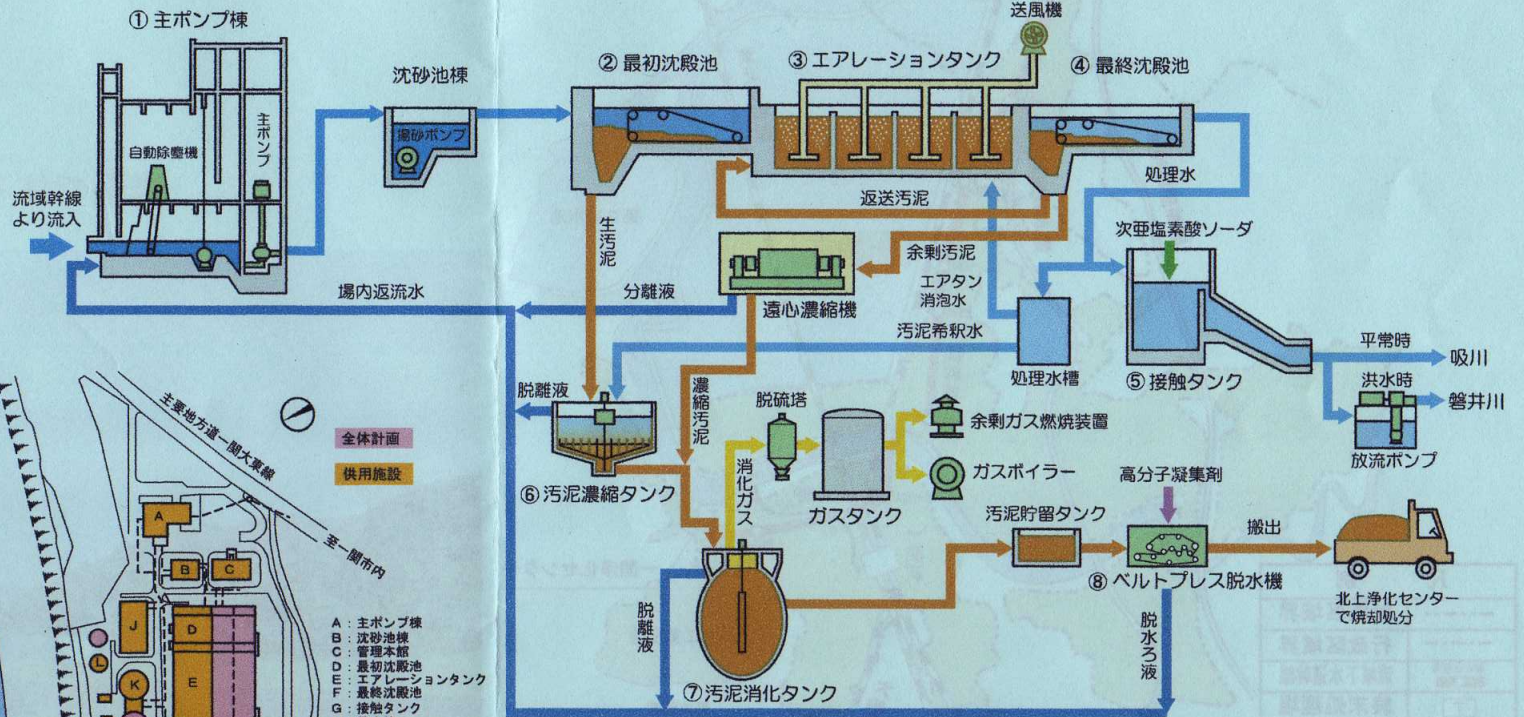 ① 主ポンプ棟
自動除塵機
主ポンプ
流域幹線
より流入
沈砂池棟
揚砂ポンプ
② 最初沈殿池
③ エアレーションタンク
送風機
④ 最終沈殿池
処理水
返送汚泥
生汚泥
余剰汚泥
次亜塩素酸ソーダ
エアタン
消泡水
場内返流水
分離液
遠心濃縮機
汚泥希釈水
処理水槽
⑤ 接触タンク
平常時
吸川
洪水時
磐井川
放流ポンプ
脱離液
濃縮汚泥
⑥ 汚泥濃縮タンク
消化ガス
脱硫塔
ガスタンク
余剰ガス燃焼装置
ガスボイラー
高分子凝集剤
汚泥貯留タンク
搬出
⑧ ベルトプレス脱水機
北上浄化センター
で焼却処分
脱離液
⑦ 汚泥消化タンク
脱水ろ液
主要地方道一関大東線
至一関市内
全体計画
供用施設
A
B
C
J
D
L
K
E
A : 主ポンプ棟
B : 沈砂池棟
C : 管理本館
D : 最初沈殿池
E : エアレーションタンク
F : 最終沈殿池
G : 接触タンク